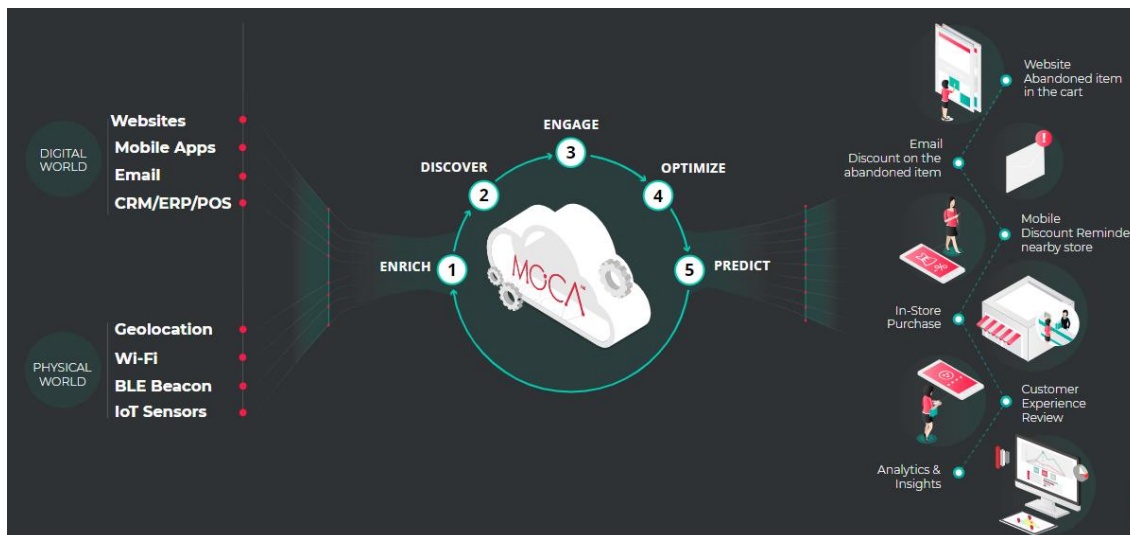 DIGITAL
WORLD
Websites
Mobile Apps
Email
CRM/ERP/POS
PHYSICAL
WORLD
Geolocation
Wi-Fi
BLE Beacon
IoT Sensors
ENRICH
1
DISCOVER
2
ENGAGE
3
OPTIMIZE
4
PREDICT
5
MOCA
Website
Abandoned item
in the cart
Email
Discount on the
abandoned item
!
Mobile
Discount Reminde
nearby store
In-Store
Purchase
Customer
Experience
Review
Analytics &
Insights